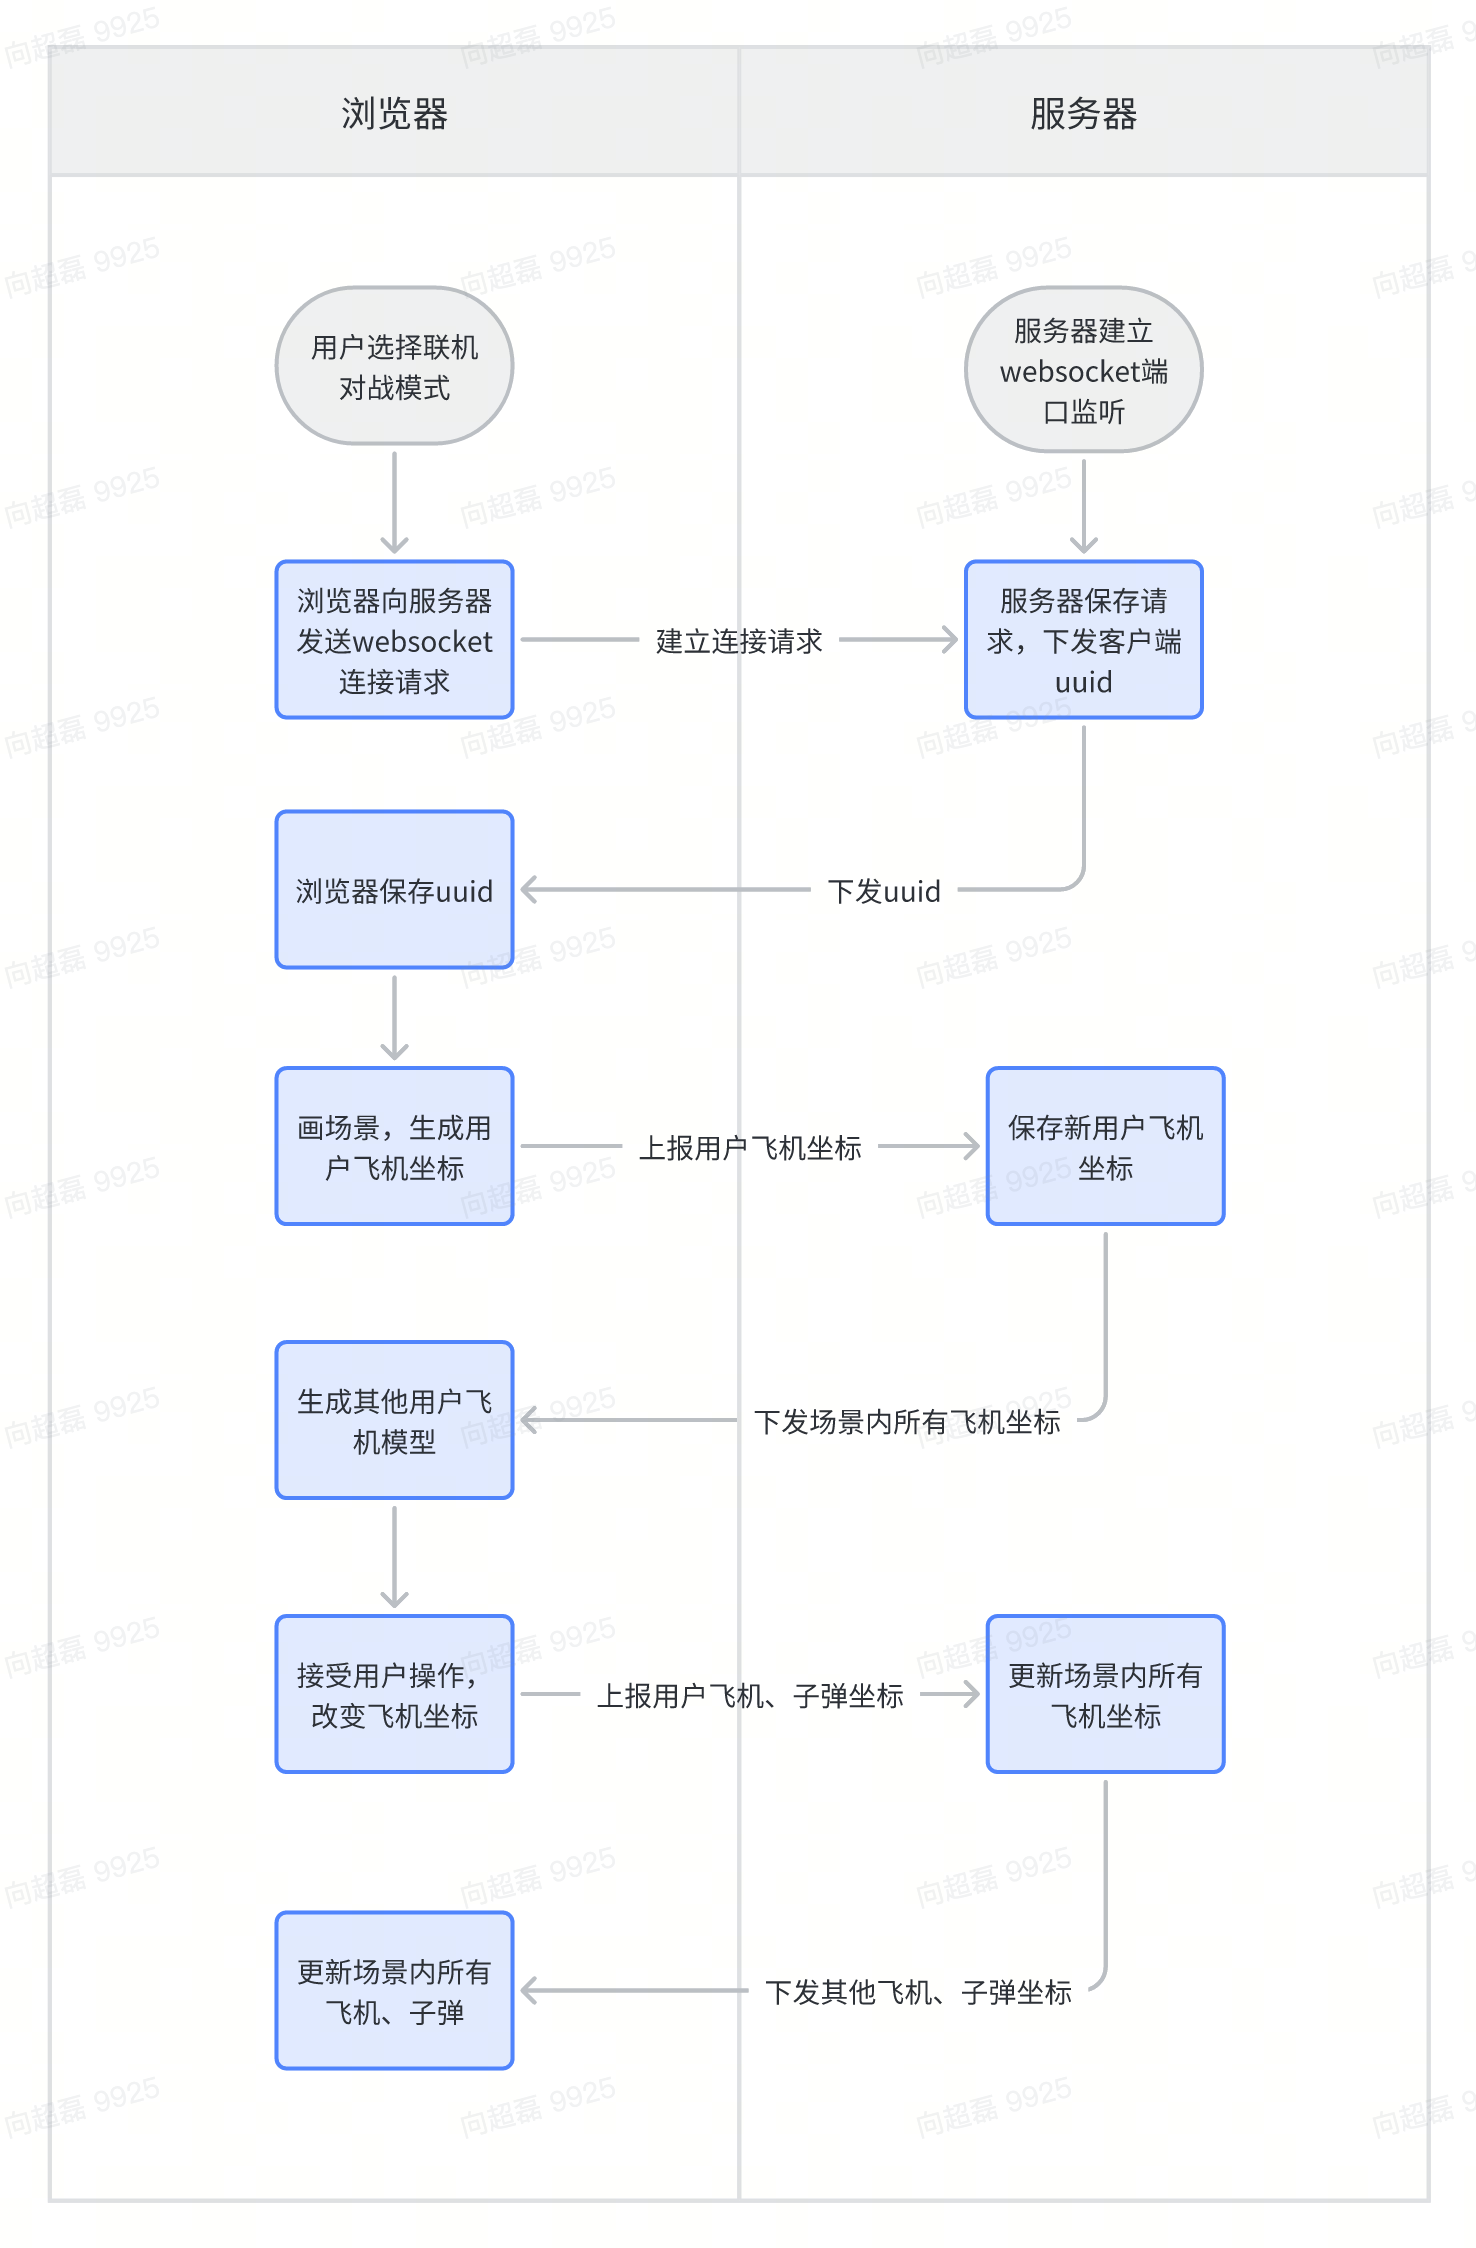 浏览器
服务器
用户选择联机
对战模式
服务器建立
websocket端
口监听
浏览器向服务器
发送websocket
连接请求
建立连接请求
服务器保存请
求，下发客户端
uuid
浏览器保存uuid
下发uuid
画场景，生成用
户飞机坐标
上报用户飞机坐标
保存新用户飞机
坐标
生成其他用户飞
机模型
下发场景内所有飞机坐标
接受用户操作，
改变飞机坐标
上报用户飞机、子弹坐标
更新场景内所有
飞机坐标
更新场景内所有
飞机、子弹
下发其他飞机、子弹坐标
向超磊 9925